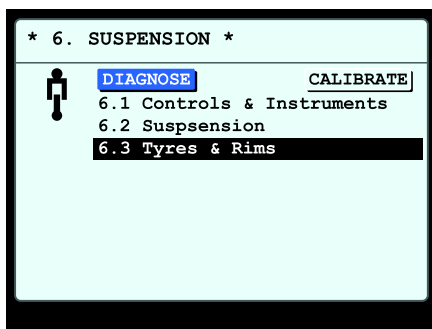 * 6. SUSPENSION *
DIAGNOSE CALIBRATE
6.1 Controls & Instruments
6.2 Suspsension
6.3 Tyres & Rims